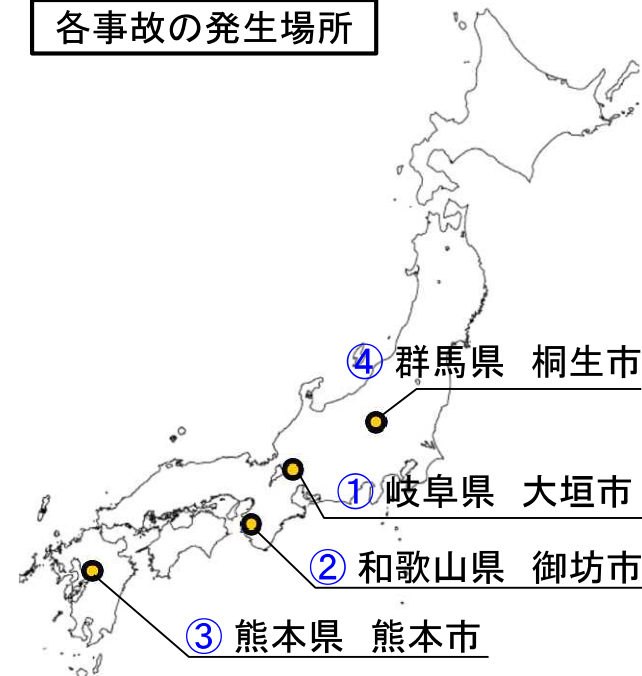 各事故の発生場所
④ 群馬県　桐生市
① 岐阜県　大垣市
② 和歌山県　御坊市
③ 熊本県　熊本市